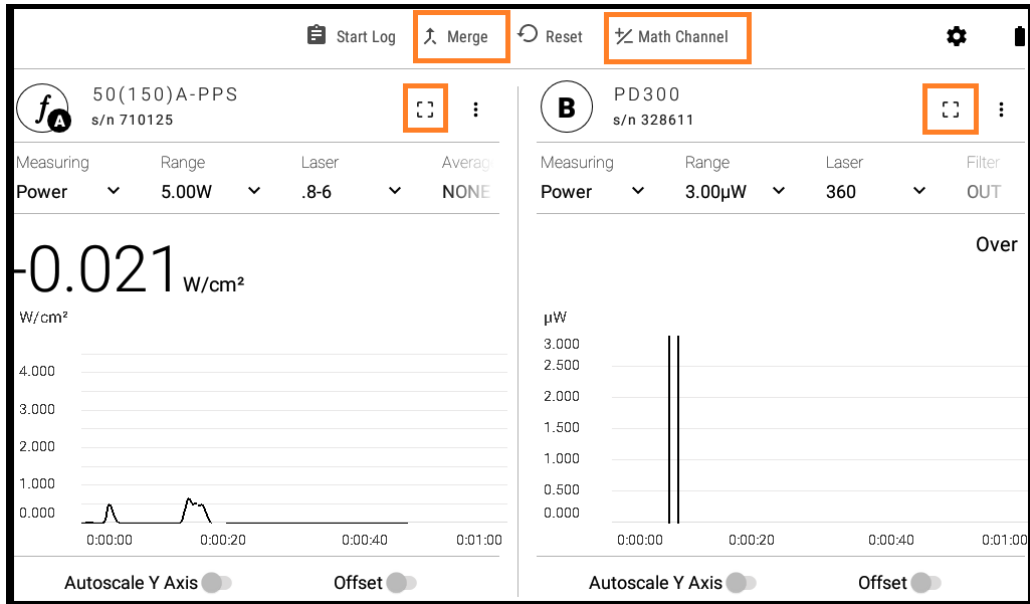 Start Log Merge Reset Math Channel
A 50(150)A-PPS
s/n 710125
Measuring Range Laser Averag
Power 5.00W .8-6 NONE
-0.021 W/cm²
W/cm²
4.000
3.000
2.000
1.000
0.000
0:00:00 0:00:20 0:00:40 0:01:00
Autoscale Y Axis Offset
B PD300
s/n 328611
Measuring Range Laser Filter
Power 3.00µW 360 OUT
Over
µW
3.000
2.500
2.000
1.500
1.000
0.500
0.000
0:00:00 0:00:20 0:00:40 0:01:00
Autoscale Y Axis Offset